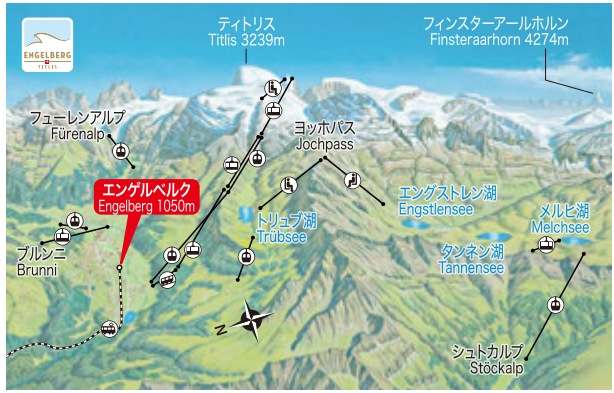 ENGELBERG
TITLIS
ティトリス
Titlis 3239m
フィンスターアールホルン
Finsteraarhorn 4274m
フューレンアルプ
Fürenalp
ヨッホパス
Jochpass
エンゲルベルク
Engelberg 1050m
エングストレン湖
Engstlensee
トリュブ湖
Trübsee
メルヒ湖
Melchsee
タンネン湖
Tannensee
ブルンニ
Brunni
N
シュトカルプ
Stöckalp